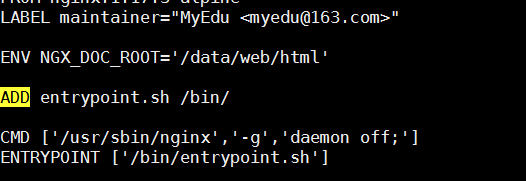 LABEL maintainer="MyEdu <myedu@163.com>"
ENV NGX_DOC_ROOT='/data/web/html'
ADD entrypoint.sh /bin/
CMD ['/usr/sbin/nginx','-g','daemon off;']
ENTRYPOINT ['/bin/entrypoint.sh']